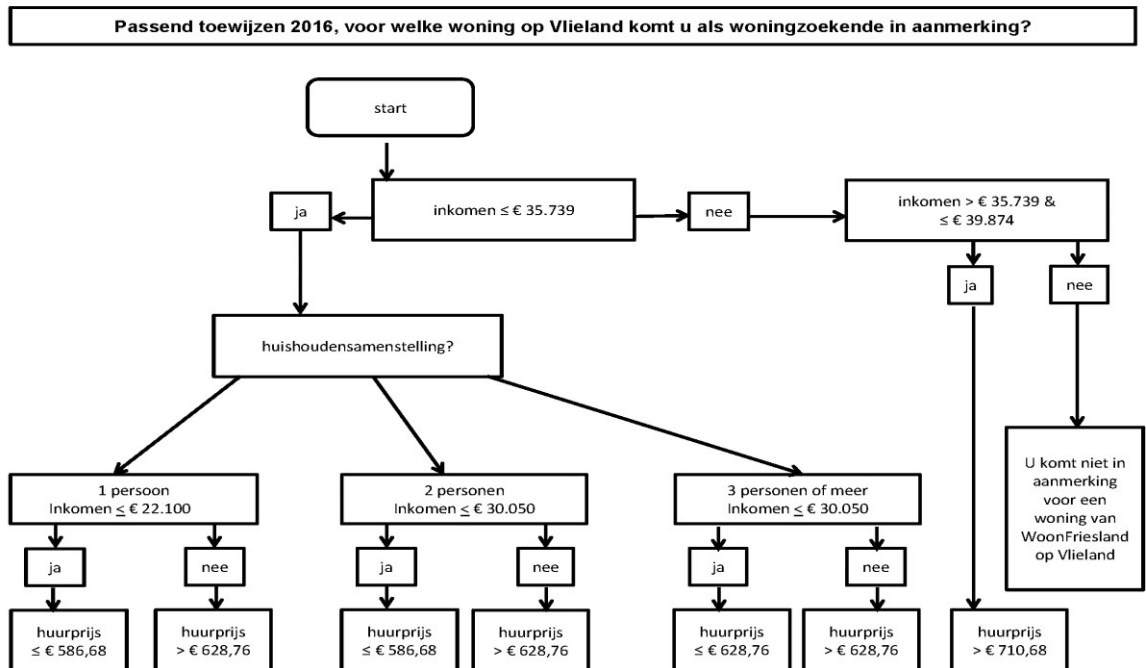 Passend toewijzen 2016, voor welke woning op Vlieland komt u als woningzoekende in aanmerking?
start
ja
inkomen ≤ € 35.739
nee
inkomen > € 35.739 &
≤ € 39.874
ja
nee
huishoudensamenstelling?
1 persoon
Inkomen ≤ € 22.100
2 personen
Inkomen ≤ € 30.050
3 personen of meer
Inkomen ≤ € 30.050
U komt niet in
aanmerking
voor een
woning van
WoonFriesland
op Vlieland
ja
nee
ja
nee
ja
nee
huurprijs
≤ € 586,68
huurprijs
> € 628,76
huurprijs
≤ € 586,68
huurprijs
> € 628,76
huurprijs
≤ € 628,76
huurprijs
> € 628,76
huurprijs
> € 710,68